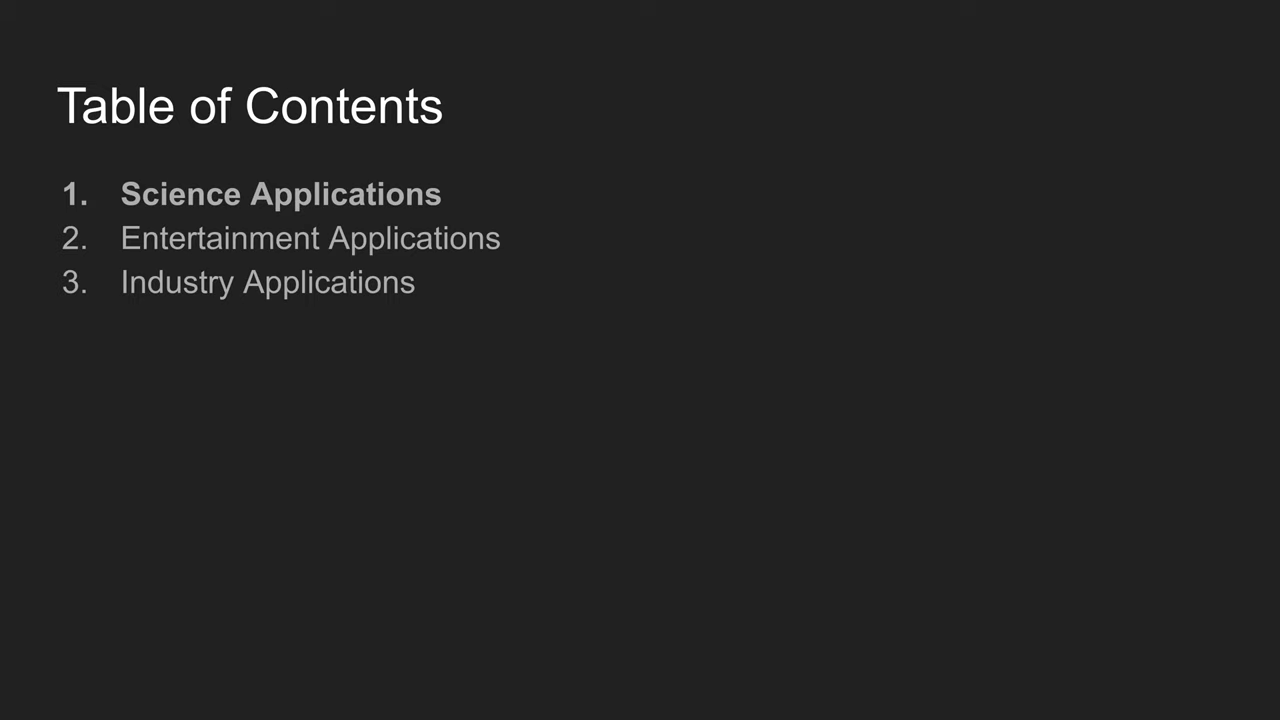 Table of Contents
1. Science Applications
2. Entertainment Applications
3. Industry Applications